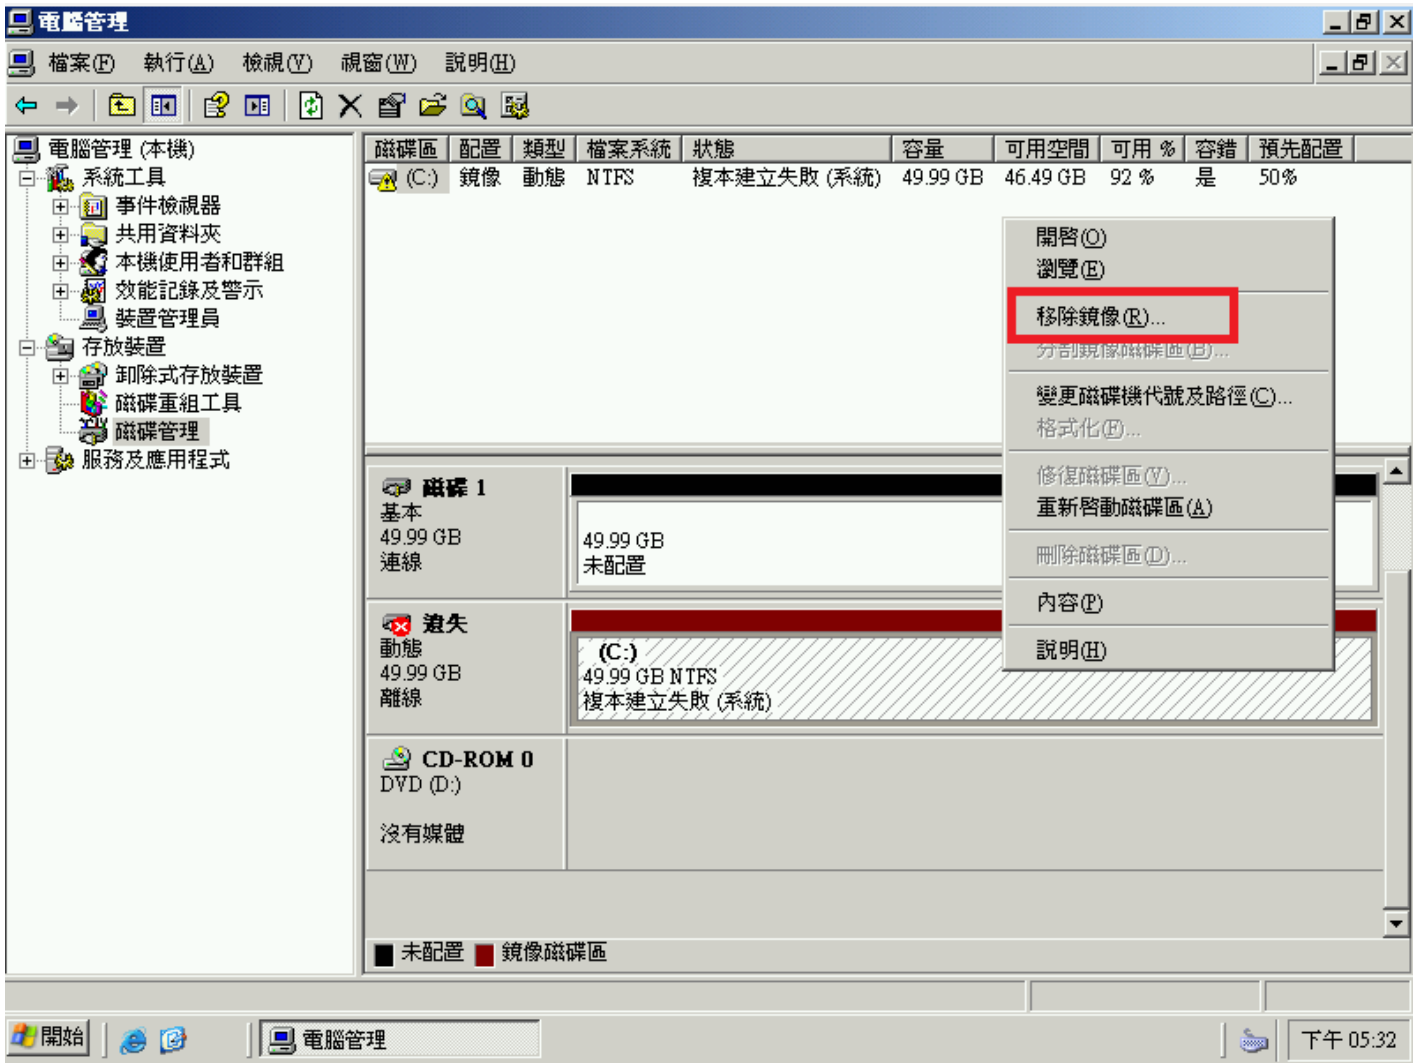 電腦管理
檔案(F) 執行(A) 檢視(V) 視窗(W) 說明(H)
電腦管理 (本機)
系統工具
事件檢視器
共用資料夾
本機使用者和群組
效能記錄及警示
裝置管理員
存放裝置
卸除式存放裝置
磁碟重組工具
磁碟管理
服務及應用程式
磁碟區 配置 類型 檔案系統 狀態 容量 可用空間 可用 % 容錯 預先配置
(C:) 鏡像 動態 NTFS 複本建立失敗 (系統) 49.99 GB 46.49 GB 92 % 是 50%
開啓(O)
瀏覽(E)
移除鏡像(R)...
分割鏡像磁碟區(B)...
變更磁碟機代號及路徑(C)...
格式化(F)...
修復磁碟區(Y)...
重新啓動磁碟區(A)
刪除磁碟區(D)...
內容(P)
說明(H)
磁碟 1
基本
49.99 GB
連線
49.99 GB
未配置
遺失
動態
49.99 GB
離線
(C:)
49.99 GB NTFS
複本建立失敗 (系統)
CD-ROM 0
DVD (D:)
沒有媒體
未配置 鏡像磁碟區
開始 電腦管理 下午 05:32